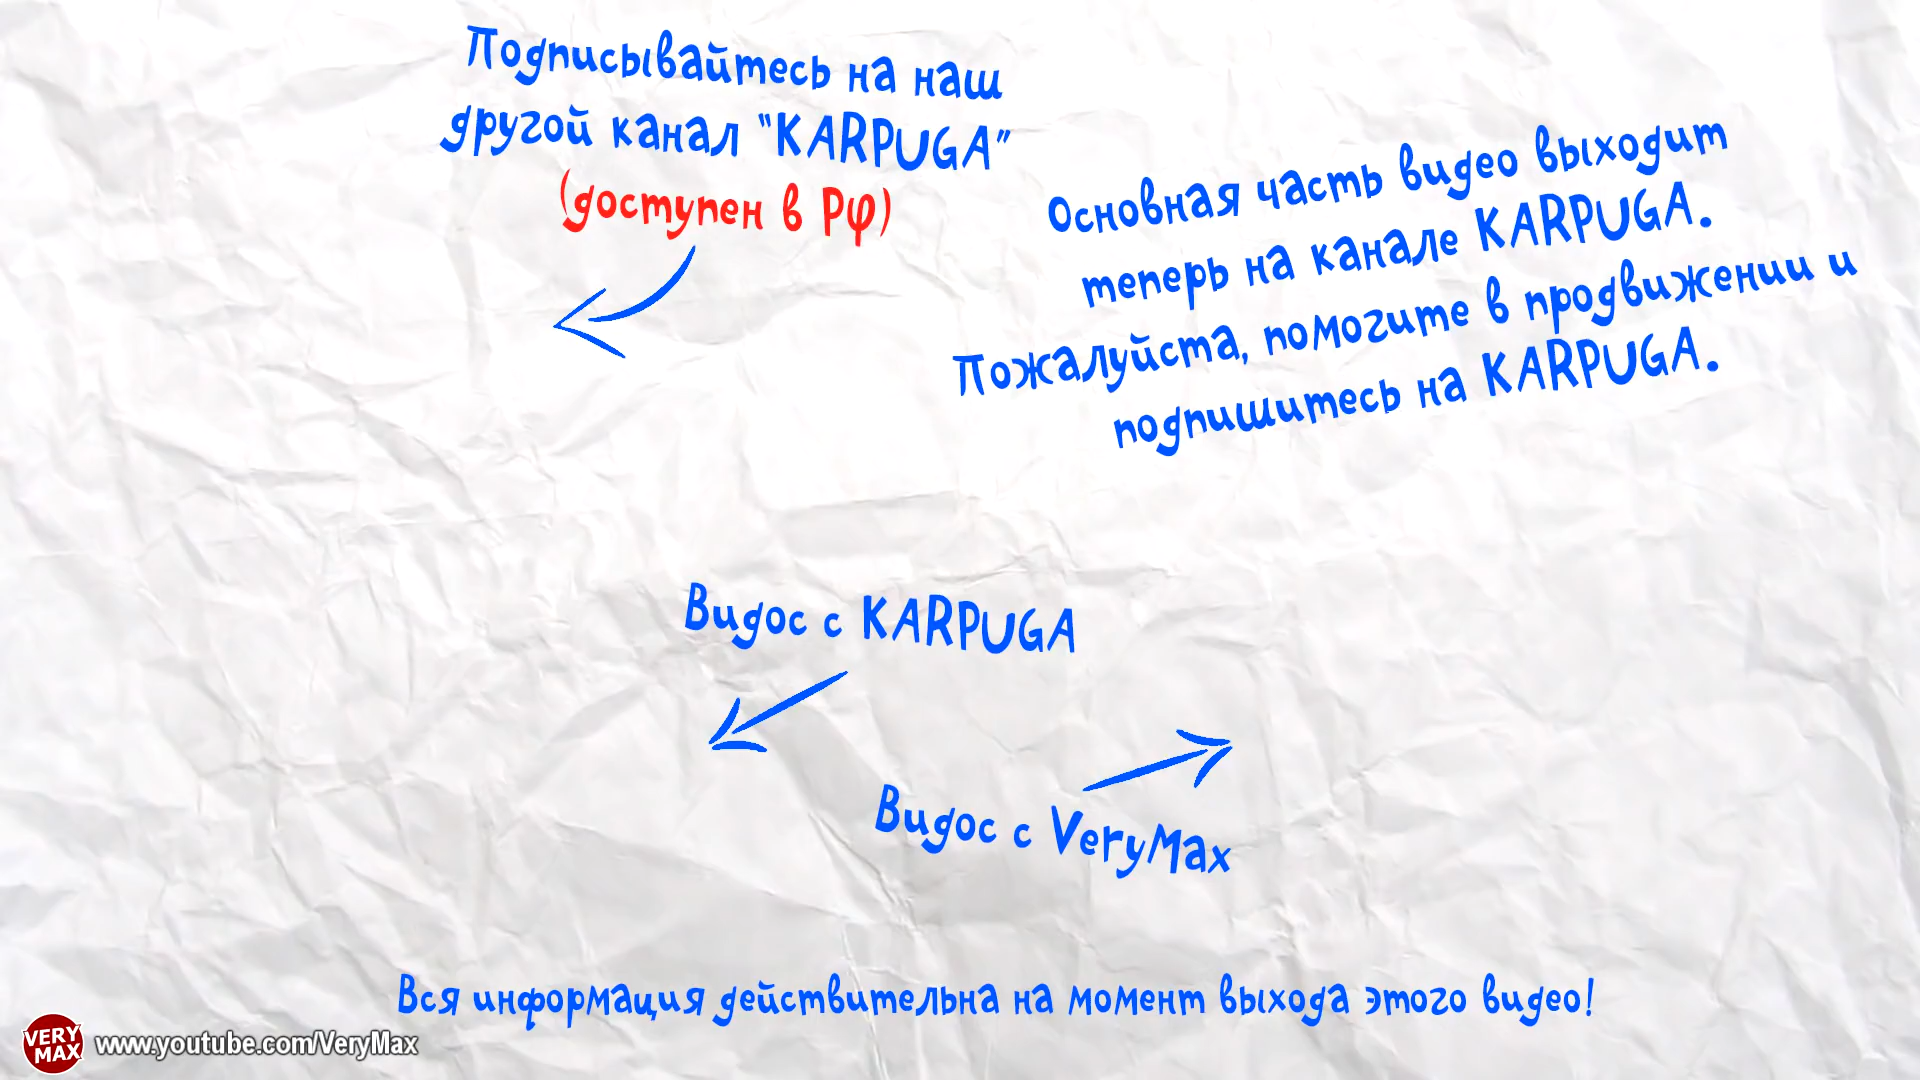 Подписывайтесь на наш
другой канал "KARPUGA"
(доступен в РФ)
Основная часть видео выходит
теперь на канале KARPUGA.
Пожалуйста, помогите в продвижении и
подпишитесь на KARPUGA.
Видос с KARPUGA
Видос с VeryMax
Вся информация действительна на момент выхода этого видео!
VERY
MAX
www.youtube.com/VeryMax